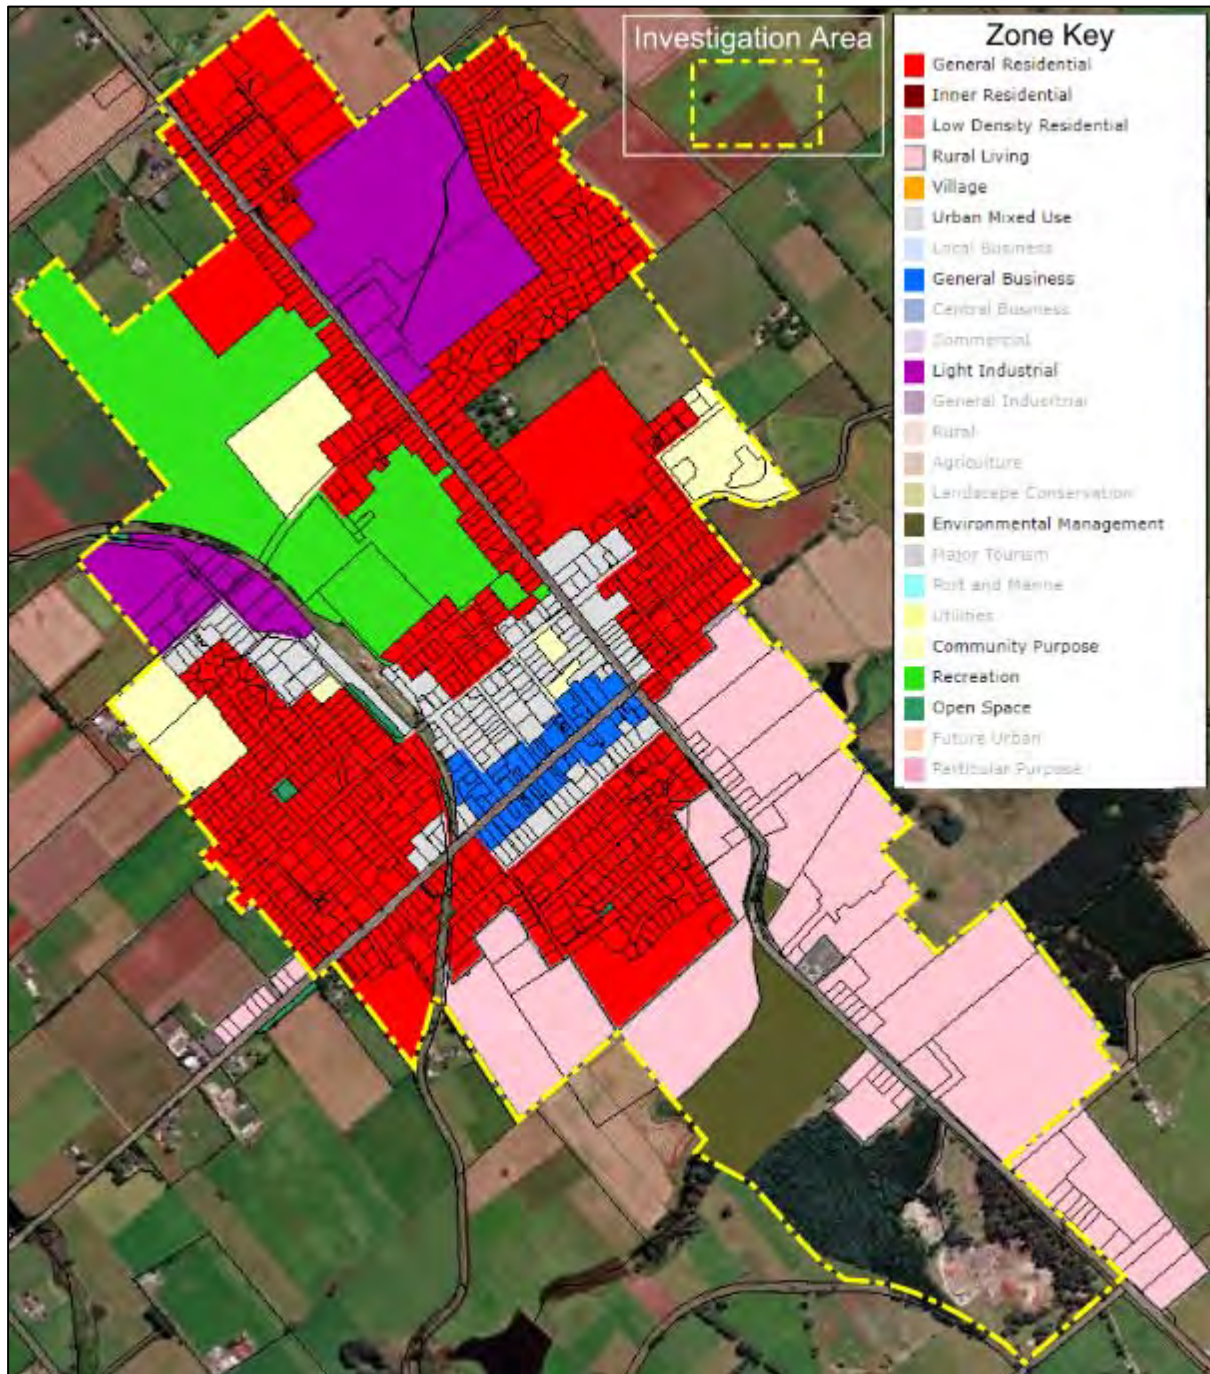 Investigation Area
Zone Key
General Residential
Inner Residential
Low Density Residential
Rural Living
Village
Urban Mixed Use
Local Business
General Business
Central Business
Commercial
Light Industrial
General Indusitrial
Rural
Agriculture
Landscape Conservation
Environmental Management
Major Tourism
Port and Marine
Utilities
Community Purpose
Recreation
Open Space
Future Urban
Particular Purpose